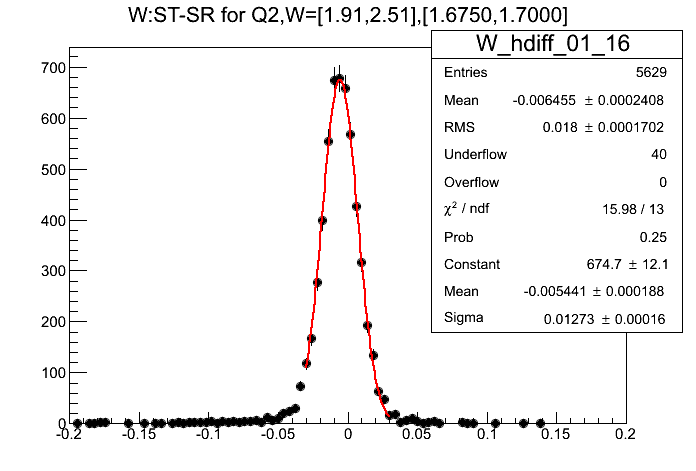 W:ST-SR for Q2,W=[1.91,2.51],[1.6750,1.7000]
W_hdiff_01_16
Entries 5629
Mean -0.006455 ± 0.0002408
RMS 0.018 ± 0.0001702
Underflow 40
Overflow 0
χ² / ndf 15.98 / 13
Prob 0.25
Constant 674.7 ± 12.1
Mean -0.005441 ± 0.000188
Sigma 0.01273 ± 0.00016
700
600
500
400
300
200
100
0
-0.2 -0.15 -0.1 -0.05 0 0.05 0.1 0.15 0.2